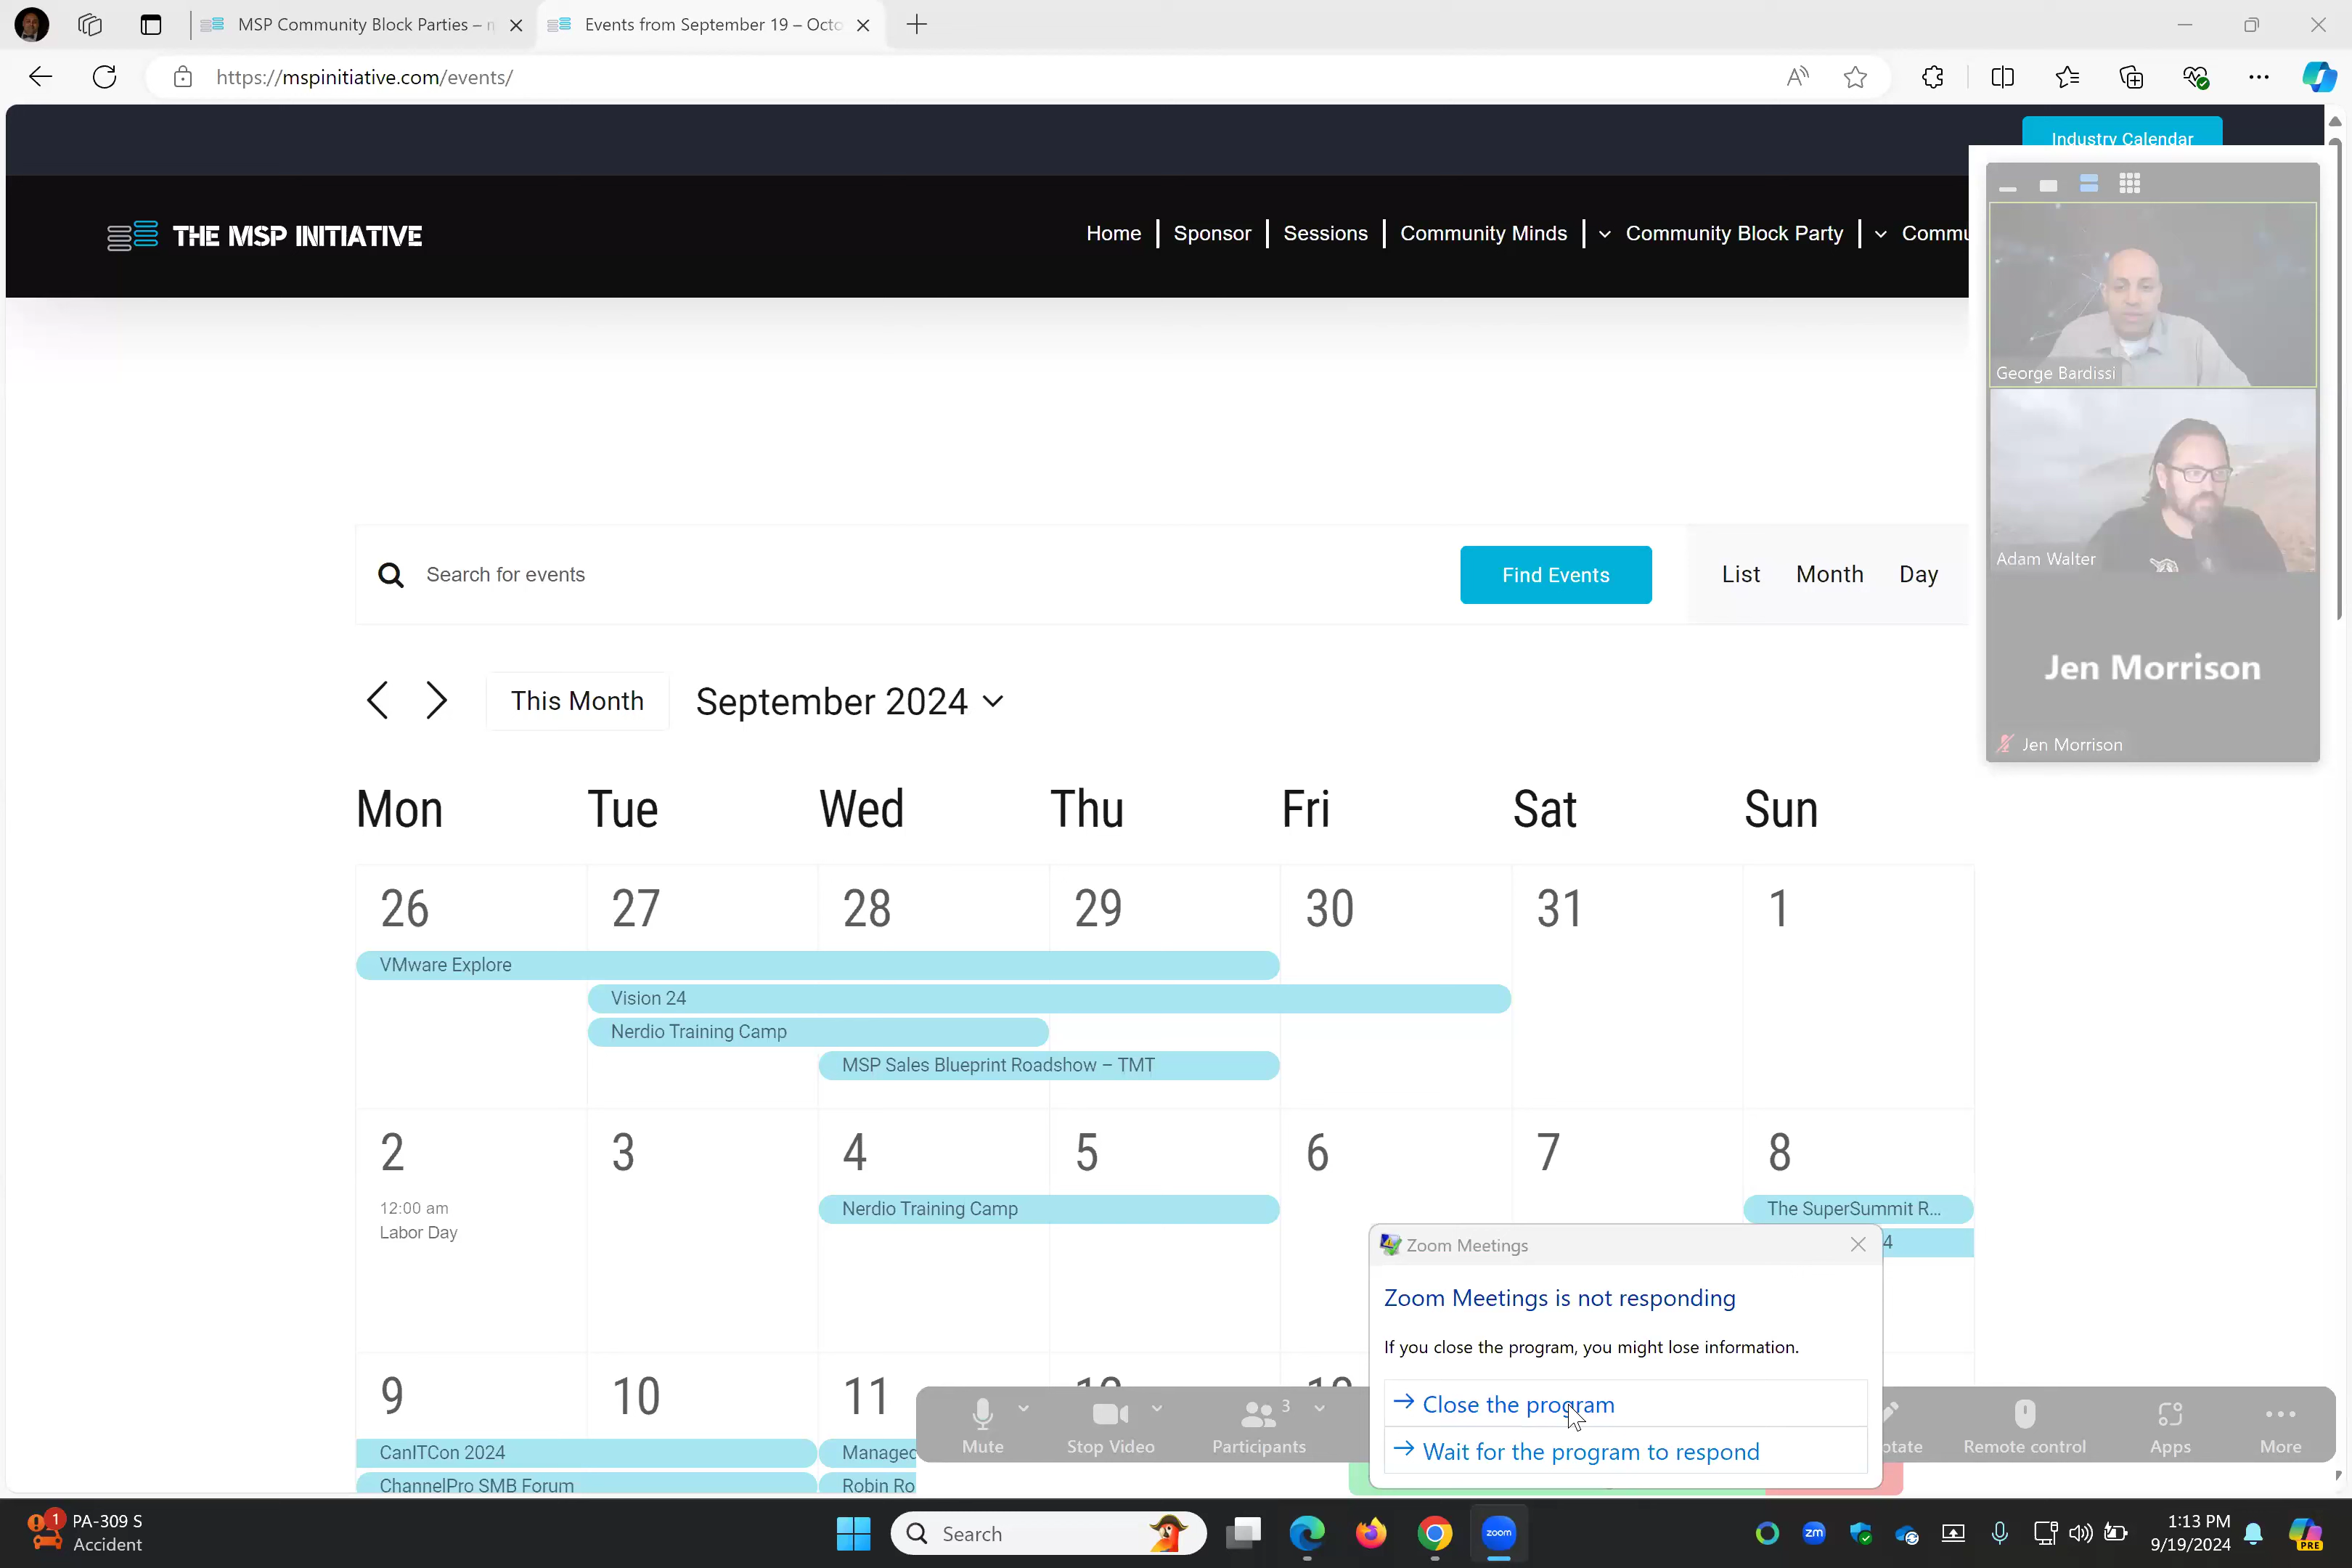 MSP Community Block Parties –
Events from September 19 – Octo
https://mspinitiative.com/events/
Industry Calendar
THE MSP INITIATIVE
Home
Sponsor
Sessions
Community Minds
Community Block Party
Commu
George Bardissi
Adam Walter
Jen Morrison
Jen Morrison
Search for events
Find Events
List
Month
Day
This Month
September 2024
Mon Tue Wed Thu Fri Sat Sun
26 27 28 29 30 31 1
VMware Explore
Vision 24
Nerdio Training Camp
MSP Sales Blueprint Roadshow – TMT
2 3 4 5 6 7 8
12:00 am
Labor Day
Nerdio Training Camp
The SuperSummit R...
4
Zoom Meetings
Zoom Meetings is not responding
If you close the program, you might lose information.
Close the program
Wait for the program to respond
9 10 11
CanITCon 2024
Managed
ChannelPro SMB Forum
Robin Ro
Mute
Stop Video
Participants
3
otate
Remote control
Apps
More
1
PA-309 S
Accident
Search
zoom
zm
1:13 PM
9/19/2024
PRE